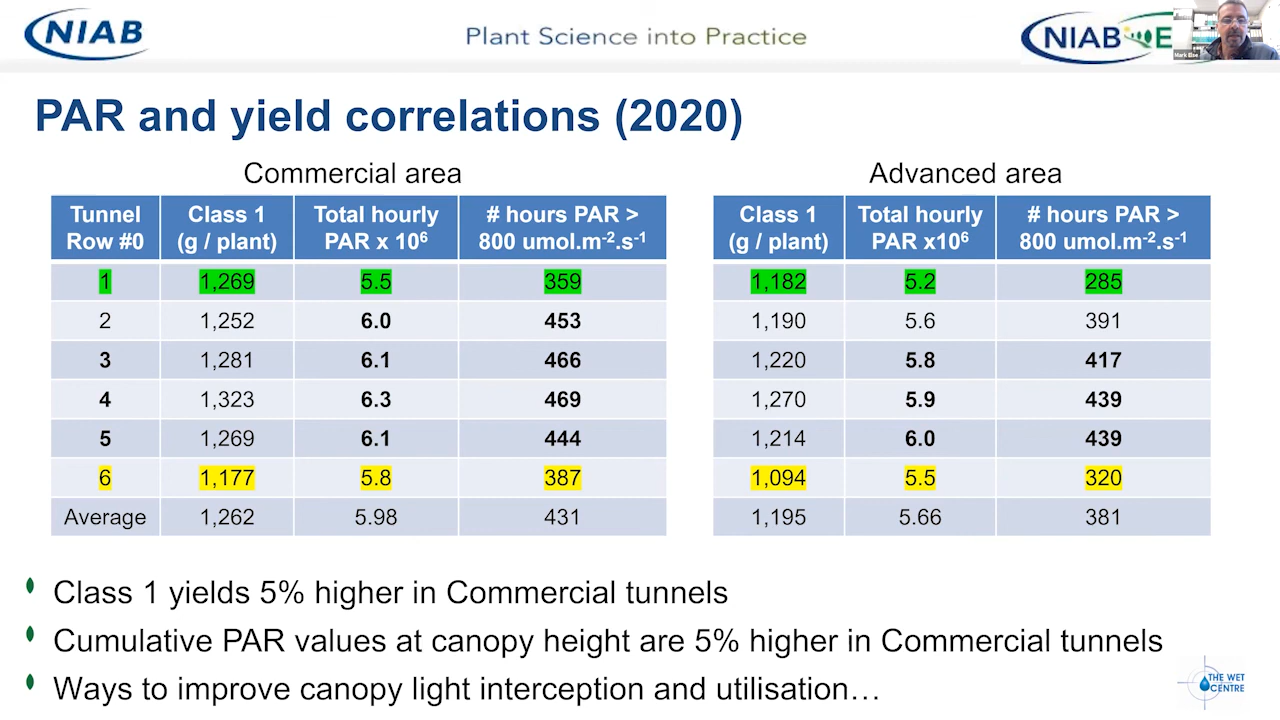 NIAB
Plant Science into Practice
NIAB E
Mark Else
PAR and yield correlations (2020)
Commercial area
Tunnel Row #0 Class 1 (g / plant) Total hourly PAR x 10⁶ # hours PAR > 800 umol.m⁻².s⁻¹
1 1,269 5.5 359
2 1,252 6.0 453
3 1,281 6.1 466
4 1,323 6.3 469
5 1,269 6.1 444
6 1,177 5.8 387
Average 1,262 5.98 431
Advanced area
Class 1 (g / plant) Total hourly PAR x10⁶ # hours PAR > 800 umol.m⁻².s⁻¹
1,182 5.2 285
1,190 5.6 391
1,220 5.8 417
1,270 5.9 439
1,214 6.0 439
1,094 5.5 320
1,195 5.66 381
Class 1 yields 5% higher in Commercial tunnels
Cumulative PAR values at canopy height are 5% higher in Commercial tunnels
Ways to improve canopy light interception and utilisation…
THE WET
CENTRE